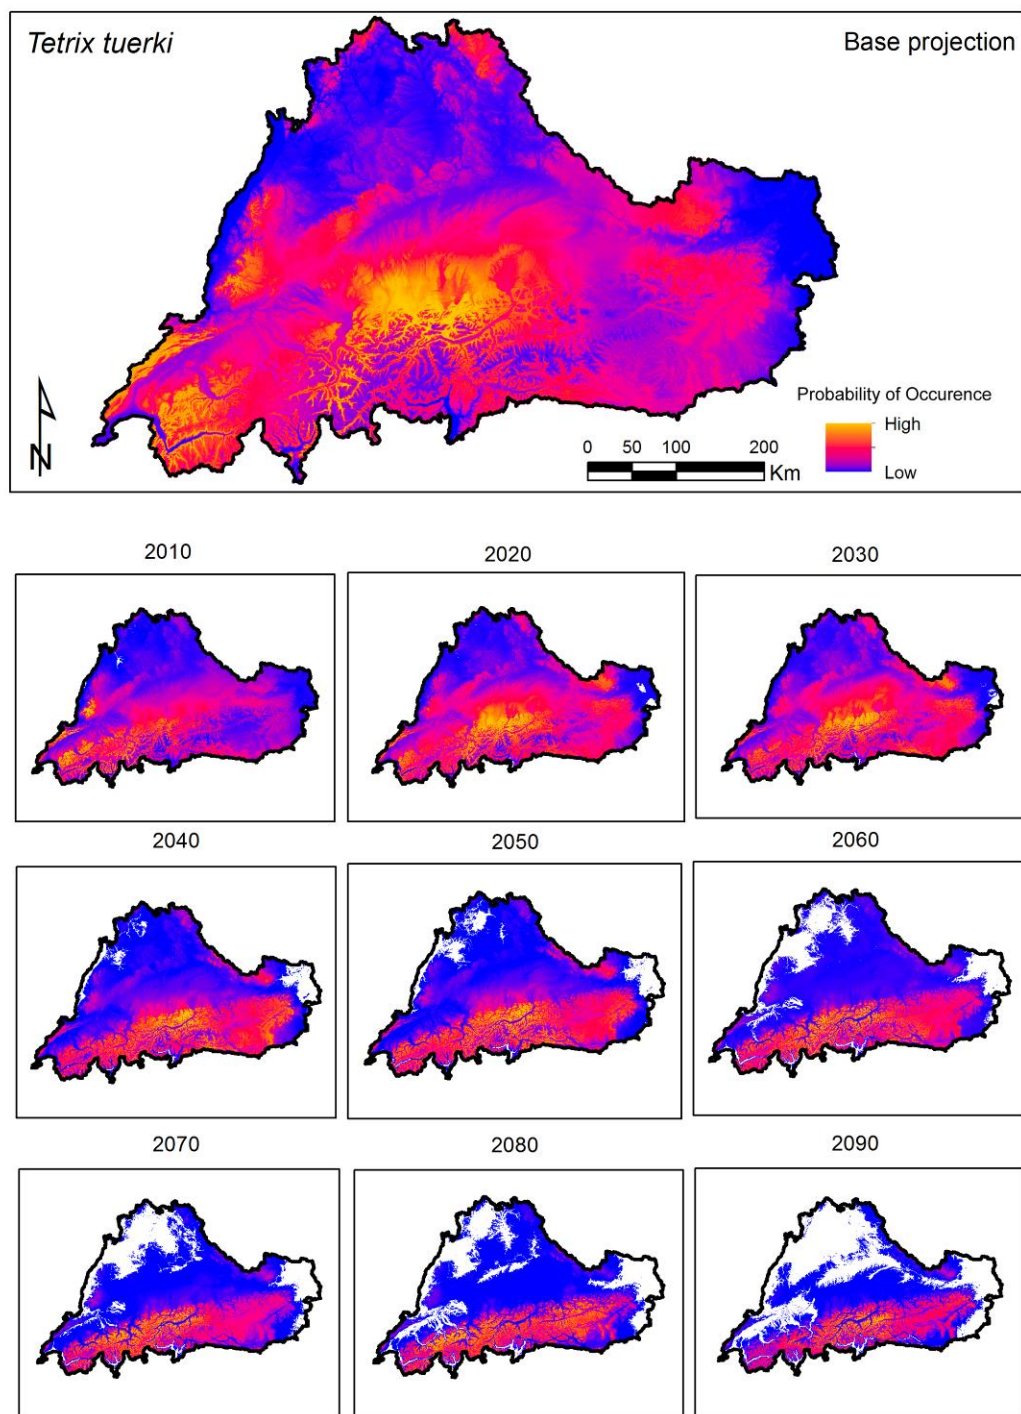 Tetrix tuerki
Base projection
Probability of Occurence
High
Low
0 50 100 200
Km
N
2010 2020 2030
2040 2050 2060
2070 2080 2090